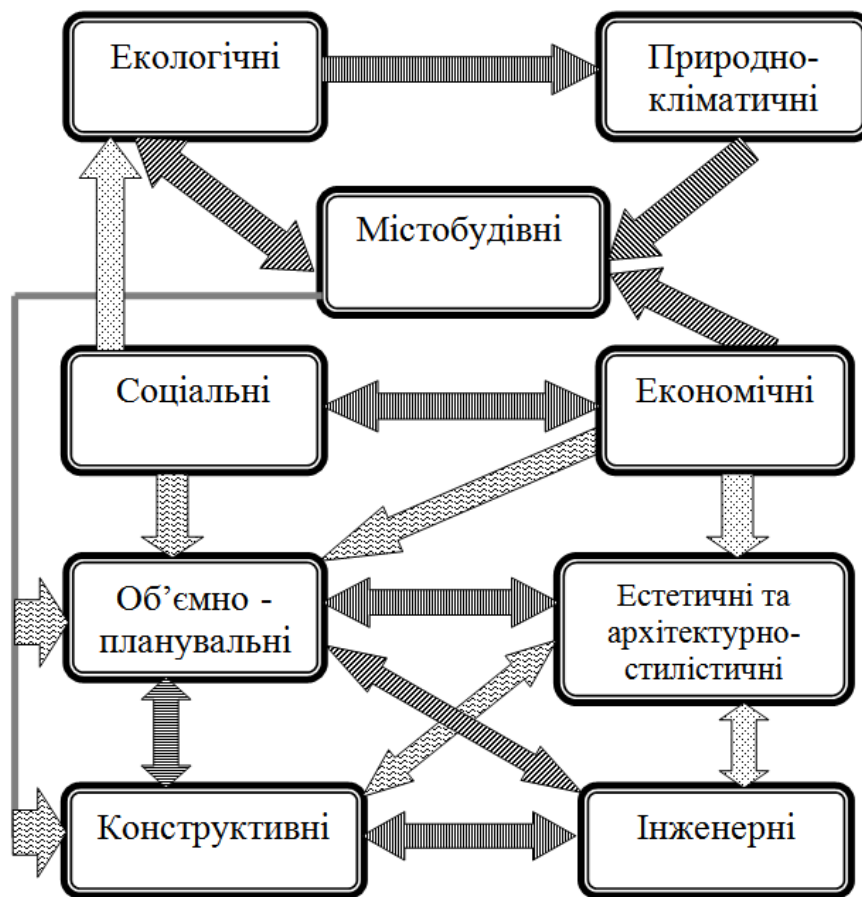 Екологічні
Природно-
кліматичні
Містобудівні
Соціальні
Економічні
Об’ємно -
планувальні
Естетичні та
архітектурно-
стилістичні
Конструктивні
Інженерні